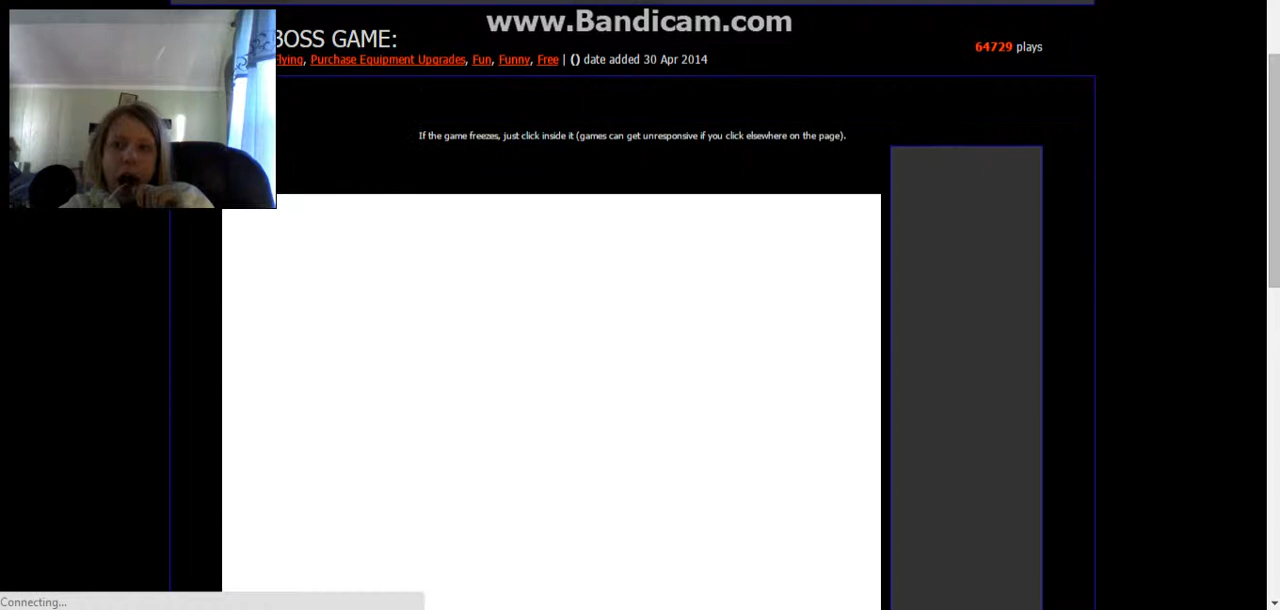 www.Bandicam.com
BOSS GAME:
64729 plays
lying, Purchase Equipment Upgrades, Fun, Funny, Free | () date added 30 Apr 2014
If the game freezes, just click inside it (games can get unresponsive if you click elsewhere on the page).
Connecting...